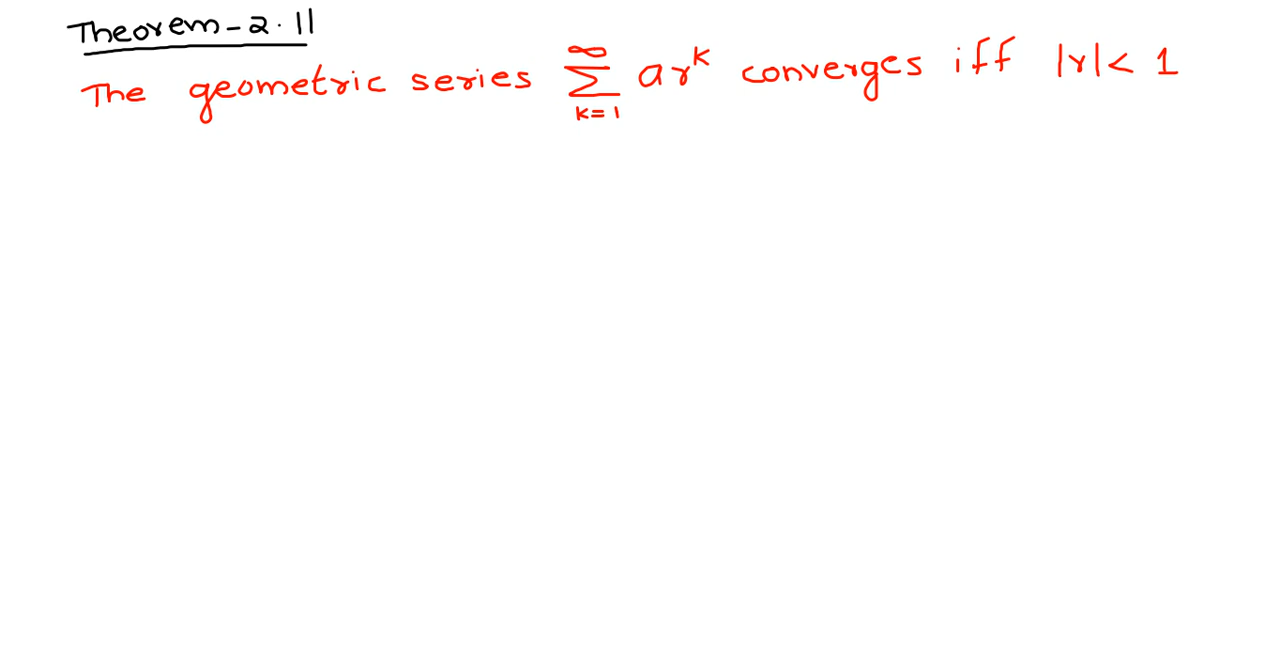 Theorem-2.11
The geometric series ∑_{k=1}^{∞} ar^k converges iff |r| < 1